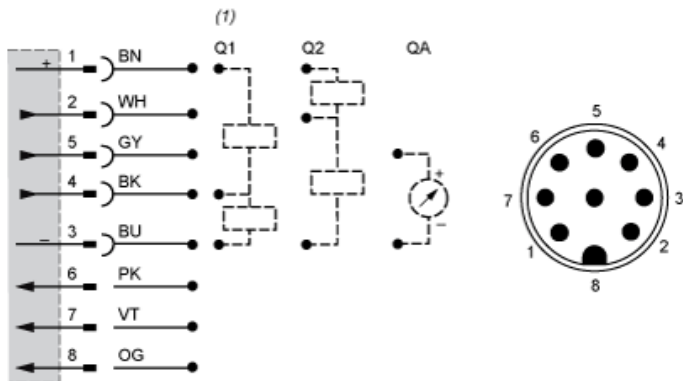 (1)
Q1 Q2 QA
+ 1 BN
2 WH
5 GY
4 BK
– 3 BU
6 PK
7 VT
8 OG
+
–
5
6 4
7 3
1 2
8